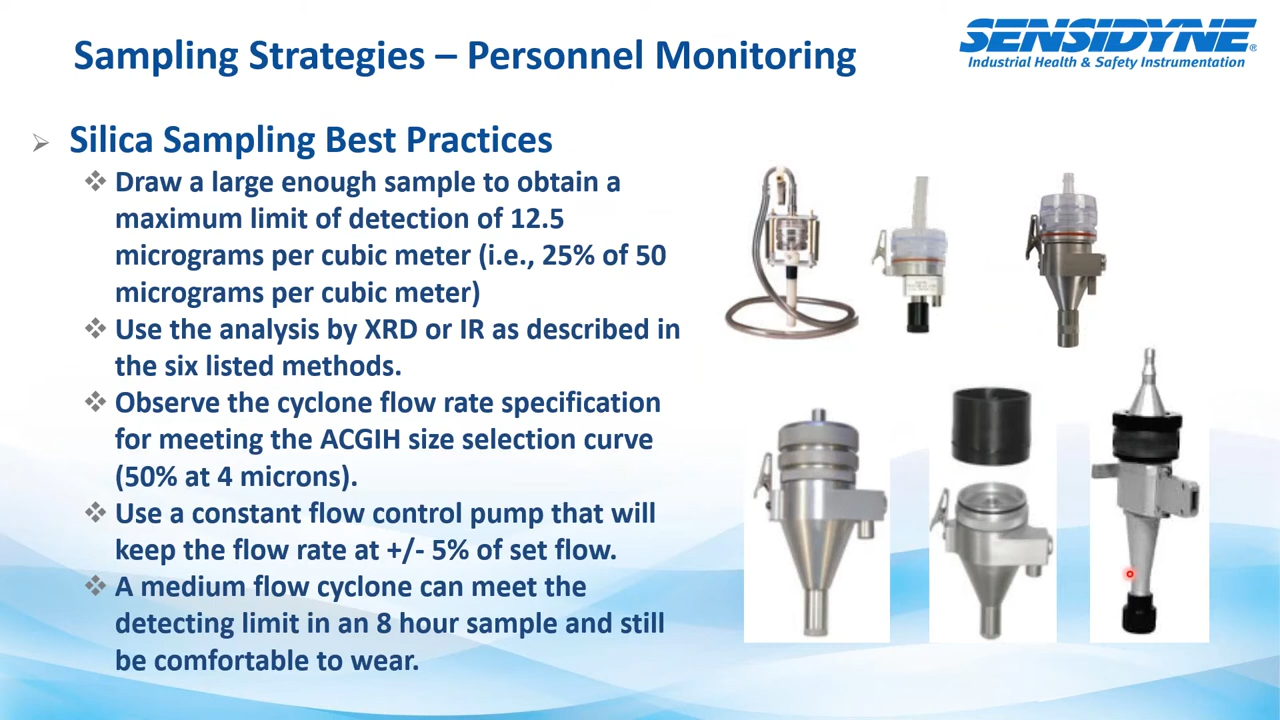 Sampling Strategies – Personnel Monitoring
SENSIDYNE®
Industrial Health & Safety Instrumentation
Silica Sampling Best Practices
Draw a large enough sample to obtain a
maximum limit of detection of 12.5
micrograms per cubic meter (i.e., 25% of 50
micrograms per cubic meter)
Use the analysis by XRD or IR as described in
the six listed methods.
Observe the cyclone flow rate specification
for meeting the ACGIH size selection curve
(50% at 4 microns).
Use a constant flow control pump that will
keep the flow rate at +/- 5% of set flow.
A medium flow cyclone can meet the
detecting limit in an 8 hour sample and still
be comfortable to wear.